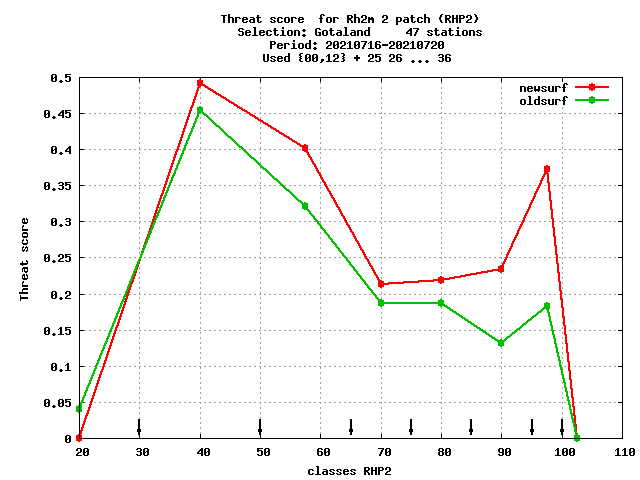 Threat score  for Rh2m 2 patch (RHP2)
Selection: Gotaland     47 stations
Period: 20210716-20210720
Used {00,12} + 25 26 ... 36
newsurf
oldsurf
0.5
0.45
0.4
0.35
0.3
0.25
0.2
0.15
0.1
0.05
0
Threat score
20 30 40 50 60 70 80 90 100 110
classes RHP2